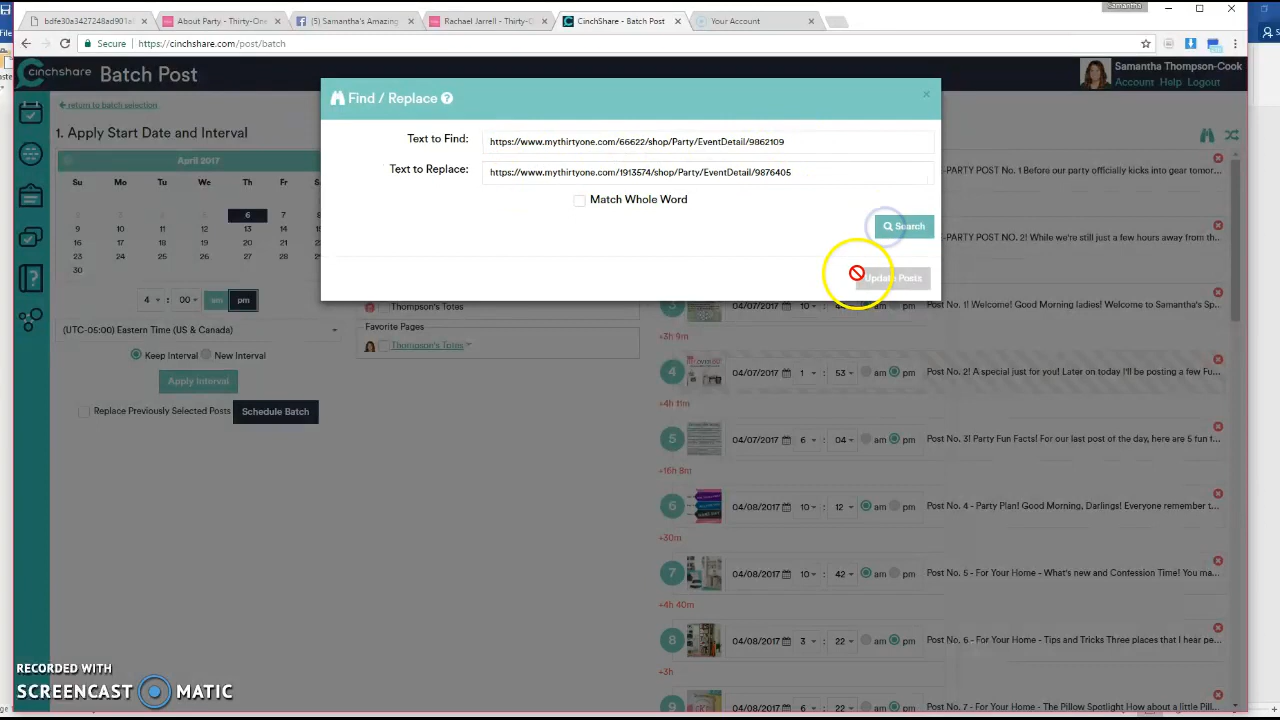 Samantha
bdfe30a3427248ad901a8
About Party - Thirty-On
(5) Samantha's Amazing
Rachael Jarrell - Thirty-O
CinchShare - Batch Post
Your Account
File
Secure https://cinchshare.com/post/batch
Paste
cinchshare Batch Post
Samantha Thompson-Cook
Account Help Logout
return to batch selection
Find / Replace
1. Apply Start Date and Interval
Text to Find: https://www.mythirtyone.com/66622/shop/Party/EventDetail/9862109
Text to Replace: https://www.mythirtyone.com/1913574/shop/Party/EventDetail/9876405
Match Whole Word
Search
Update Posts
April 2017
Su Mo Tu We Th Fr
6 7
9 10 11 12 13 14
16 17 18 19 20 21
23 24 25 26 27 28
30
4 : 00 am pm
(UTC-05:00) Eastern Time (US & Canada)
Keep Interval New Interval
Apply Interval
Replace Previously Selected Posts Schedule Batch
Thompson's Totes
Favorite Pages
Thompson's Totes
-PARTY POST No. 1 Before our party officially kicks into gear tomor...
-PARTY POST NO. 2! While we're still just a few hours away from th...
3 10 : am pm Post No. 1! Welcome! Good Morning ladies! Welcome to Samantha's Sp...
+3h 9m
4 04/07/2017 1 : 53 am pm Post No. 2! A special just for you! Later on today I'll be posting a few Fu...
+4h 11m
5 04/07/2017 6 : 04 am pm Post No. 3! Party Fun Facts! For our last post of the day, here are 5 fun f...
+16h 8m
6 04/08/2017 10 : 12 am pm Post No. 4 - Party Plan! Good Morning, Darlings! Everyone remember t...
+30m
7 04/08/2017 10 : 42 am pm Post No. 5 - For Your Home - What's new and Confession Time! You ma...
+4h 40m
8 04/08/2017 3 : 22 am pm Post No. 6 - For Your Home - Tips and Tricks Three places that I hear pe...
+3h
9 04/08/2017 6 : 22 am pm Post No. 7 - For Your Home - The Pillow Spotlight How about a little Pil...
RECORDED WITH
SCREENCAST MATIC